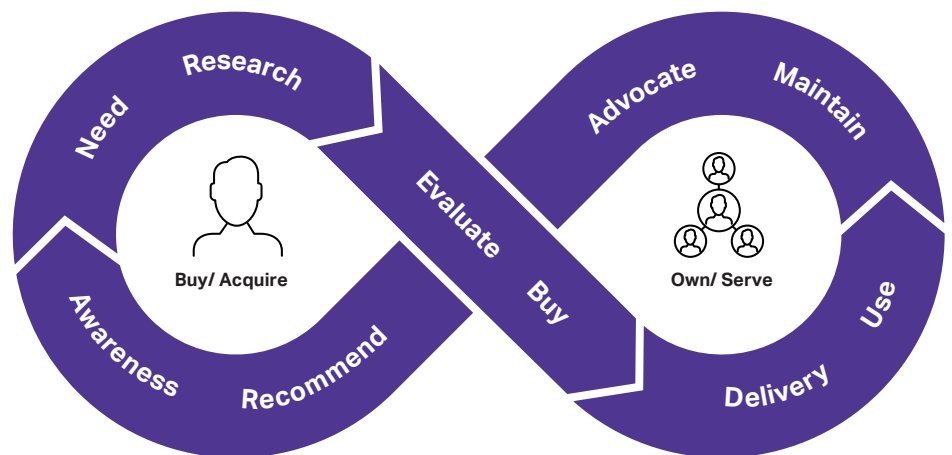 Need
Research
Evaluate
Buy
Delivery
Use
Maintain
Advocate
Recommend
Awareness
Buy/ Acquire
Own/ Serve